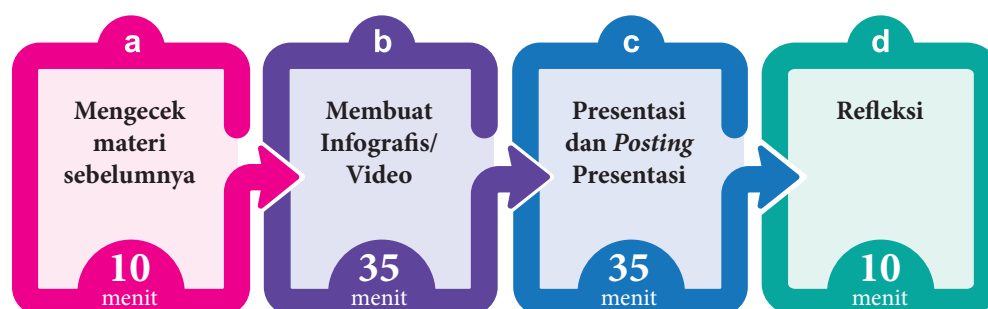 a
Mengecek
materi
sebelumnya
10
menit
b
Membuat
Infografis/
Video
35
menit
c
Presentasi
dan Posting
Presentasi
35
menit
d
Refleksi
10
menit